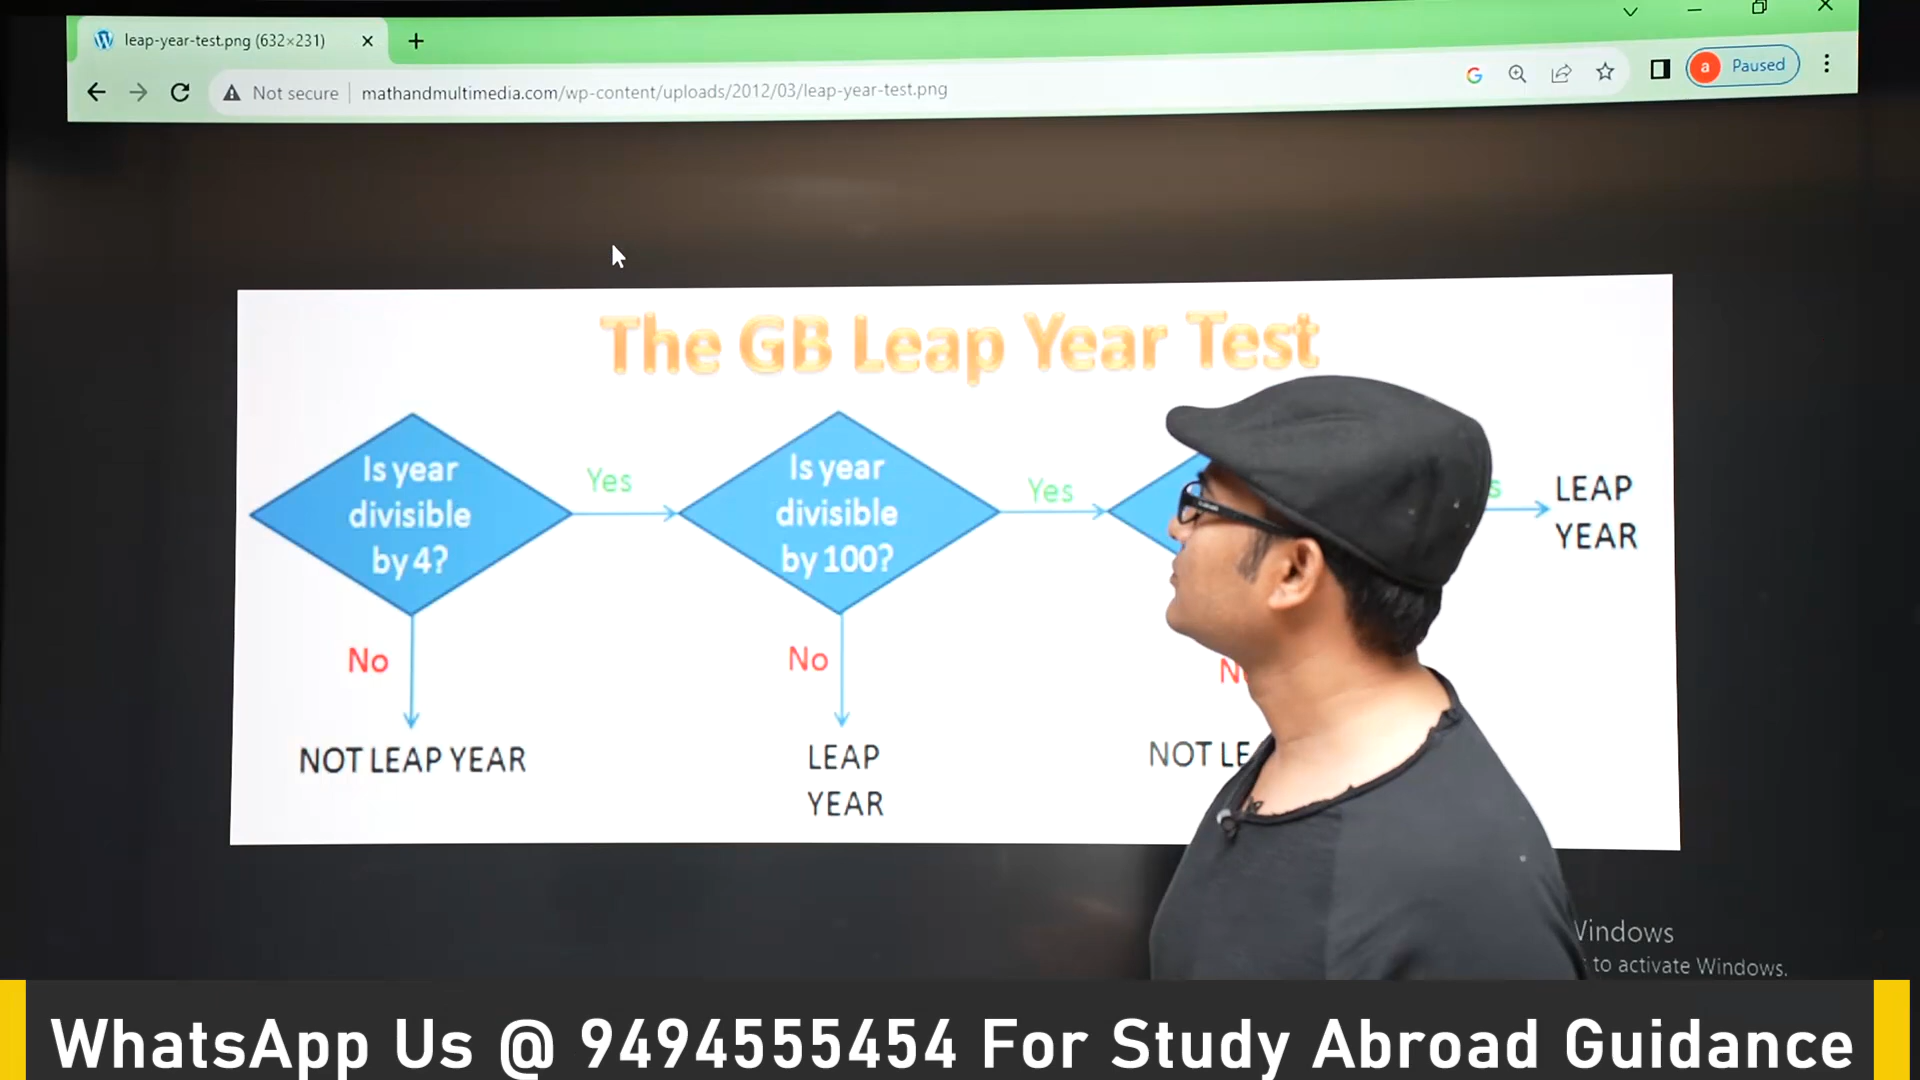 leap-year-test.png (632×231)
Not secure
mathandmultimedia.com/wp-content/uploads/2012/03/leap-year-test.png
a
Paused
The GB Leap Year Test
Is year
divisible
by 4?
Yes
Is year
divisible
by 100?
Yes
LEAP
YEAR
No
No
NOT LEAP YEAR
LEAP
YEAR
NOT
Windows
to activate Windows.
WhatsApp Us @ 9494555454 For Study Abroad Guidance